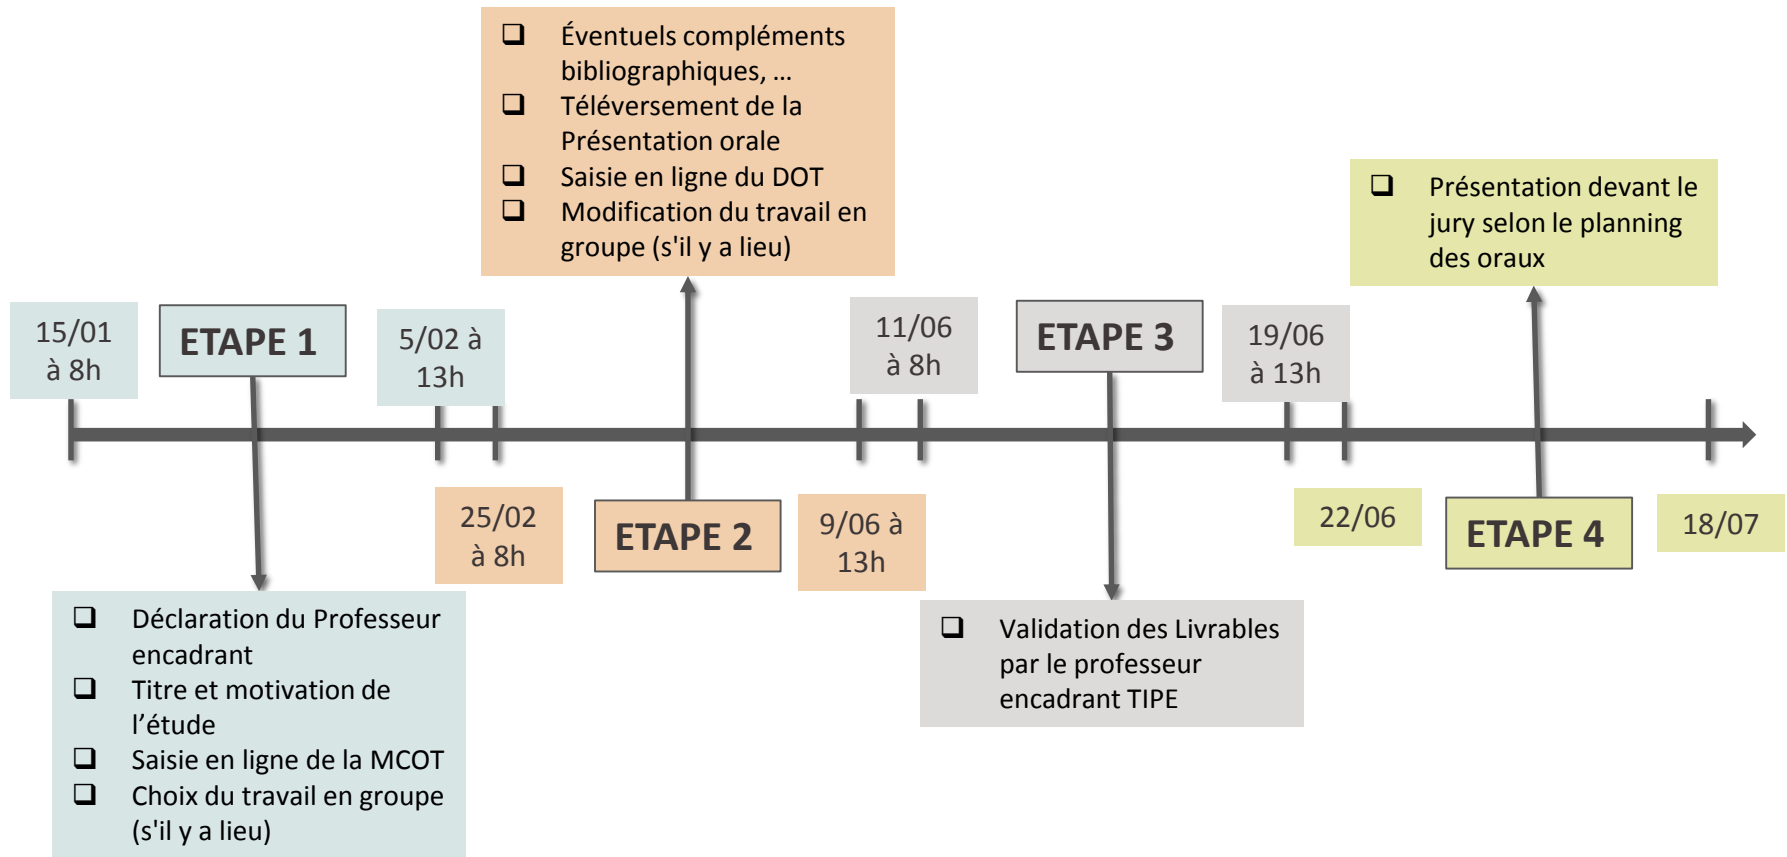 Éventuels compléments
bibliographiques, ...
Téléversement de la
Présentation orale
Saisie en ligne du DOT
Modification du travail en
groupe (s'il y a lieu)
Présentation devant le
jury selon le planning
des oraux
15/01
à 8h
ETAPE 1
5/02 à
13h
11/06
à 8h
ETAPE 3
19/06
à 13h
25/02
à 8h
ETAPE 2
9/06 à
13h
22/06
ETAPE 4
18/07
Déclaration du Professeur
encadrant
Titre et motivation de
l’étude
Saisie en ligne de la MCOT
Choix du travail en groupe
(s'il y a lieu)
Validation des Livrables
par le professeur
encadrant TIPE